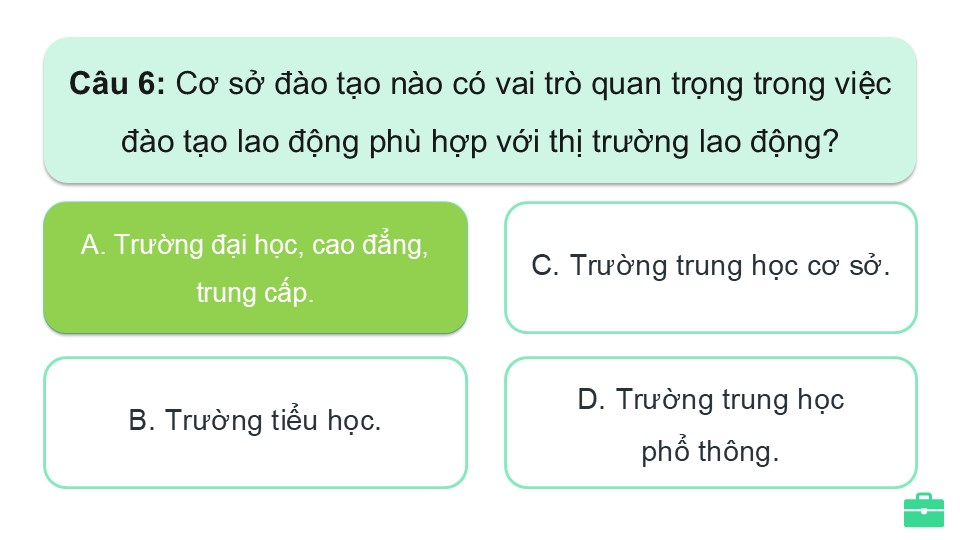 Câu 6: Cơ sở đào tạo nào có vai trò quan trọng trong việc
đào tạo lao động phù hợp với thị trường lao động?
A. Trường đại học, cao đẳng,
trung cấp.
C. Trường trung học cơ sở.
B. Trường tiểu học.
D. Trường trung học
phổ thông.